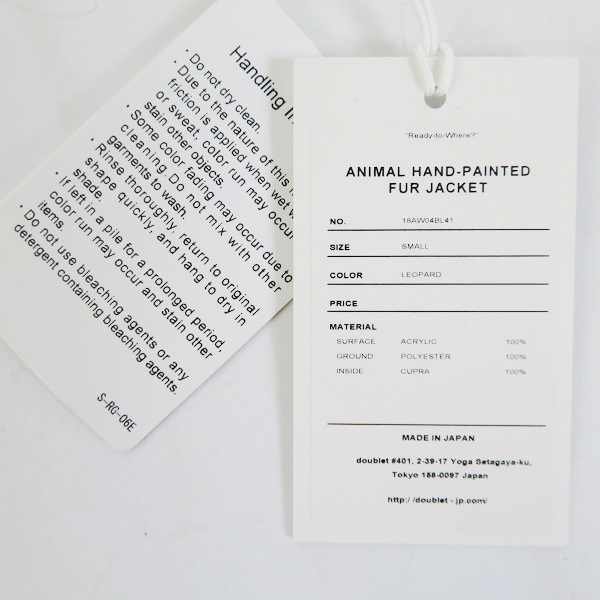 Handling In
· Do not dry clean.
· Due to the nature of this
friction is applied when wet w
or sweat, color run may occur
stain other objects.
· Some color fading may occur due to
cleaning. Do not mix with other
garments to wash.
· Rinse thoroughly, return to original
shape quickly, and hang to dry in
shade.
· If left in a pile for a prolonged period,
color run may occur and stain other
items.
· Do not use bleaching agents or any
detergent containing bleaching agents.
S-RG-06E
"Ready-to-Where?"
ANIMAL HAND-PAINTED
FUR JACKET
NO. 18AW04BL41
SIZE SMALL
COLOR LEOPARD
PRICE
MATERIAL
SURFACE ACRYLIC 100%
GROUND POLYESTER 100%
INSIDE CUPRA 100%
MADE IN JAPAN
doublet #401, 2-39-17 Yoga Setagaya-ku,
Tokyo 158-0097 Japan
http://doublet-jp.com/